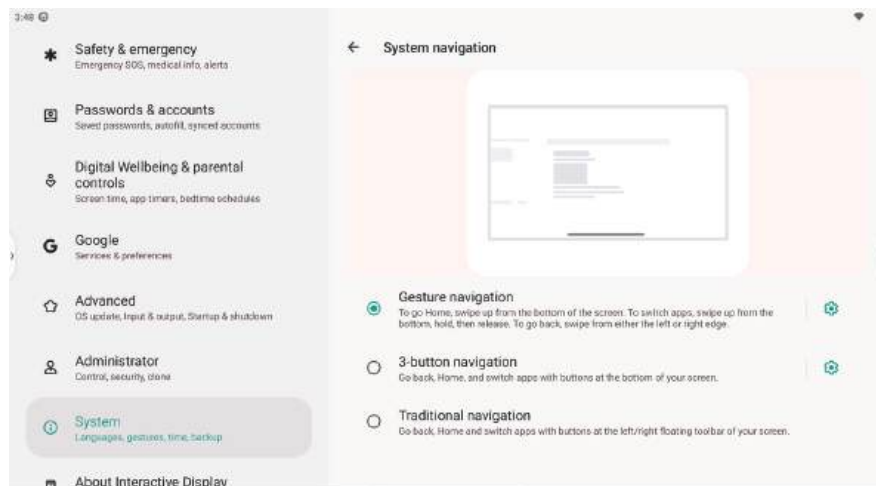 3:48
Safety & emergency
Emergency SOS, medical info, alerts
Passwords & accounts
Saved passwords, autofill, synced accounts
Digital Wellbeing & parental
controls
Screen time, app timers, bedtime schedules
Google
Services & preferences
Advanced
OS update, Input & output, Startup & shutdown
Administrator
Control, security, clone
System
Languages, gestures, time, backup
About Interactive Display
System navigation
Gesture navigation
To go Home, swipe up from the bottom of the screen. To switch apps, swipe up from the
bottom, hold, then release. To go back, swipe from either the left or right edge.
3-button navigation
Go back, Home, and switch apps with buttons at the bottom of your screen.
Traditional navigation
Go back, Home and switch apps with buttons at the left/right floating toolbar of your screen.